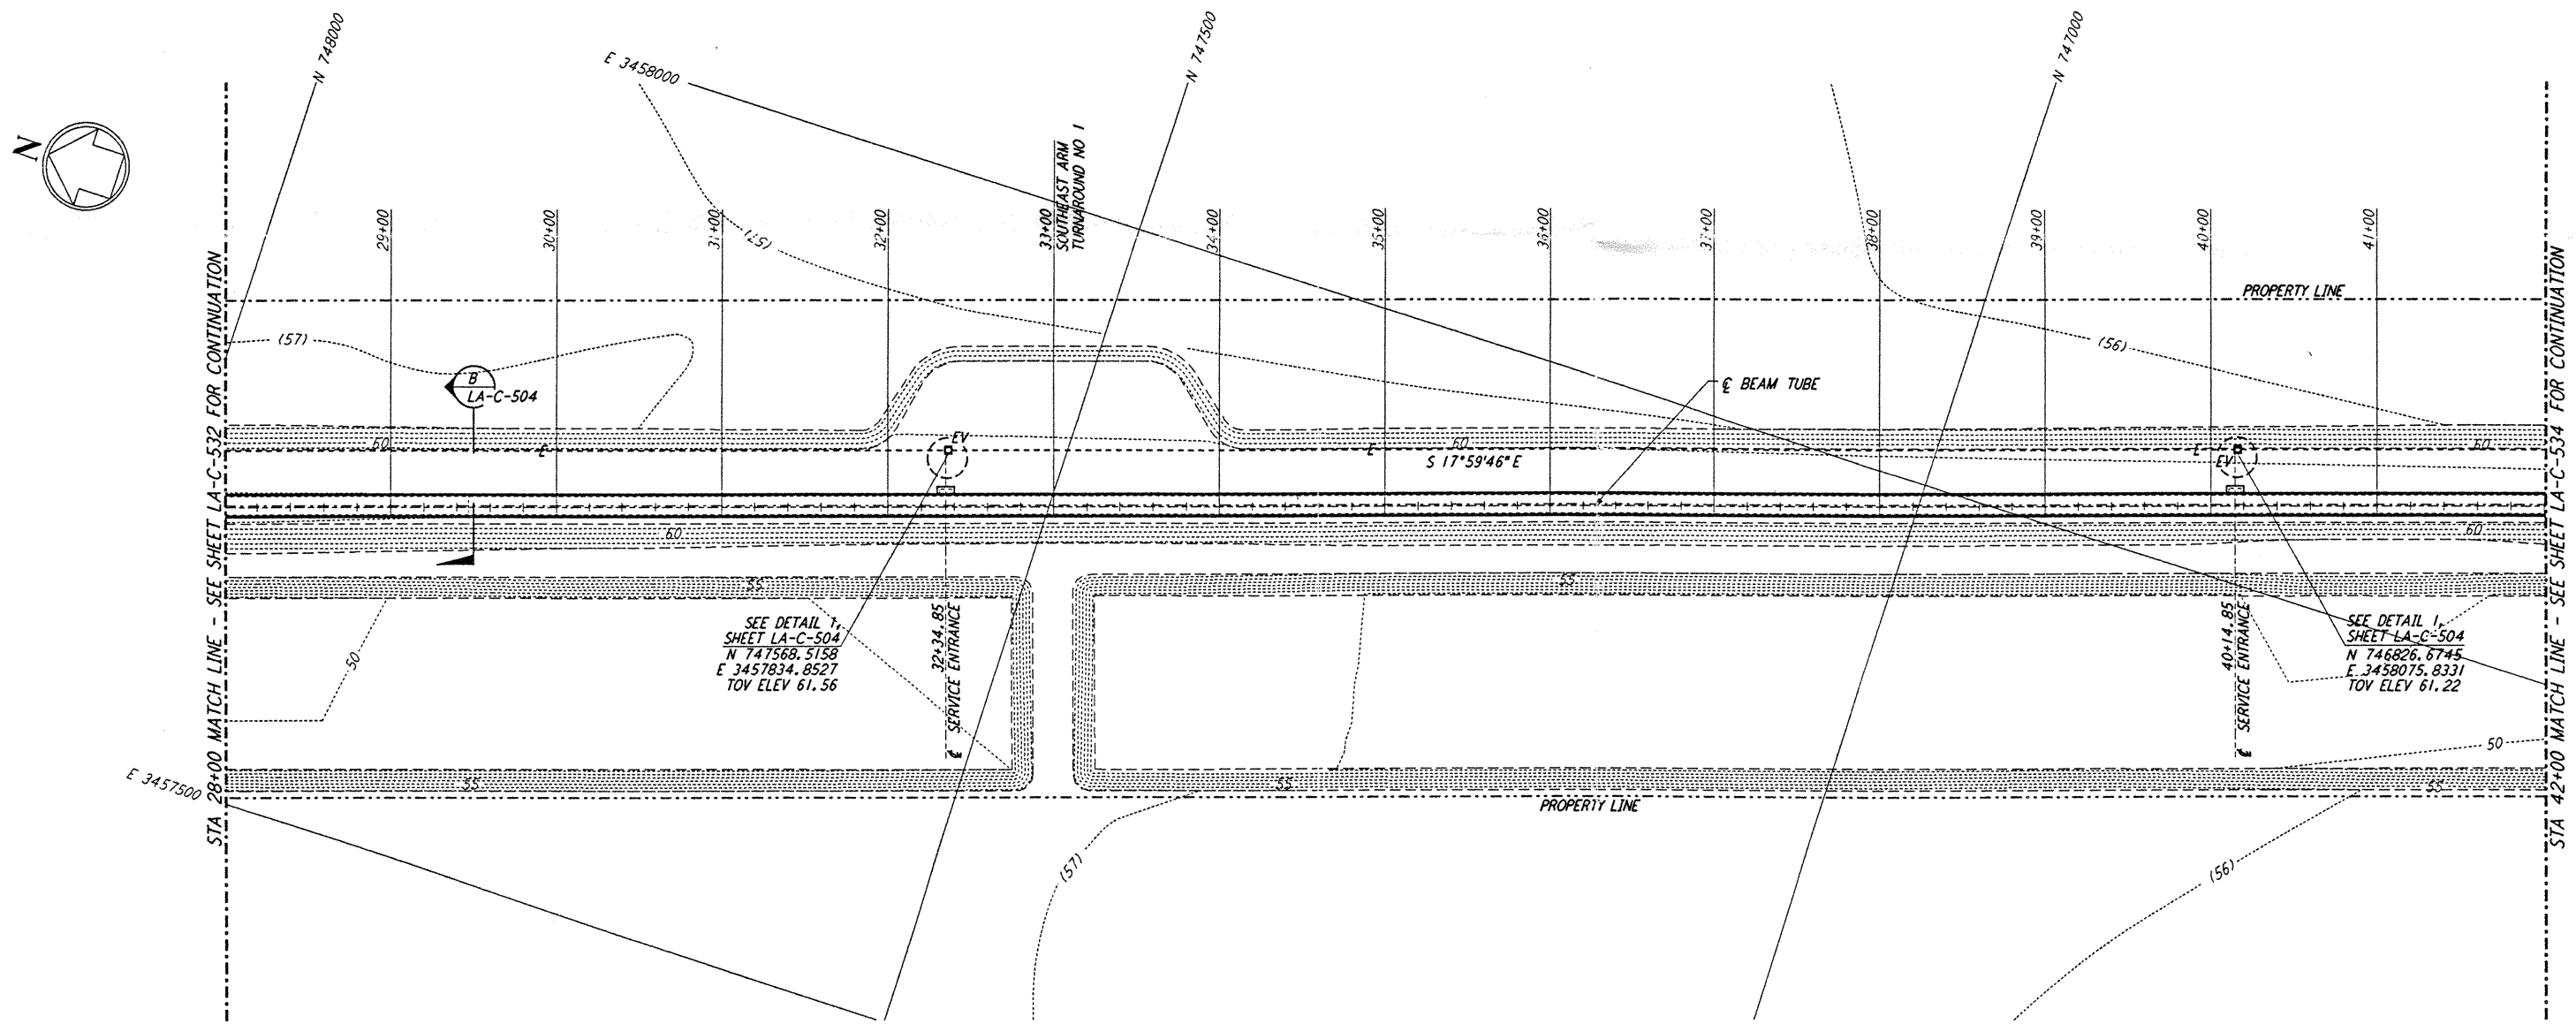 N
N 748000
E 3458000
N 747500
N 747000
STA 28+00 MATCH LINE - SEE SHEET LA-C-532 FOR CONTINUATION
29+00
30+00
31+00
32+00
33+00
SOUTHEAST ARM
TURNAROUND NO 1
34+00
35+00
36+00
37+00
38+00
39+00
40+00
41+00
STA 42+00 MATCH LINE - SEE SHEET LA-C-534 FOR CONTINUATION
(57)
PROPERTY LINE
(57)
(56)
B
LA-C-504
℄ BEAM TUBE
60
E
EV
E
60
S 17°59'46" E
E
EV
60
60
60
55
55
50
SEE DETAIL 1,
SHEET LA-C-504
N 747568.5158
E 3457834.8527
TOV ELEV 61.56
32+34.85
℄ SERVICE ENTRANCE
40+14.85
℄ SERVICE ENTRANCE
SEE DETAIL 1,
SHEET LA-C-504
N 746826.6745
E 3458075.8331
TOV ELEV 61.22
50
E 3457500
55
55
55
PROPERTY LINE
(57)
(56)